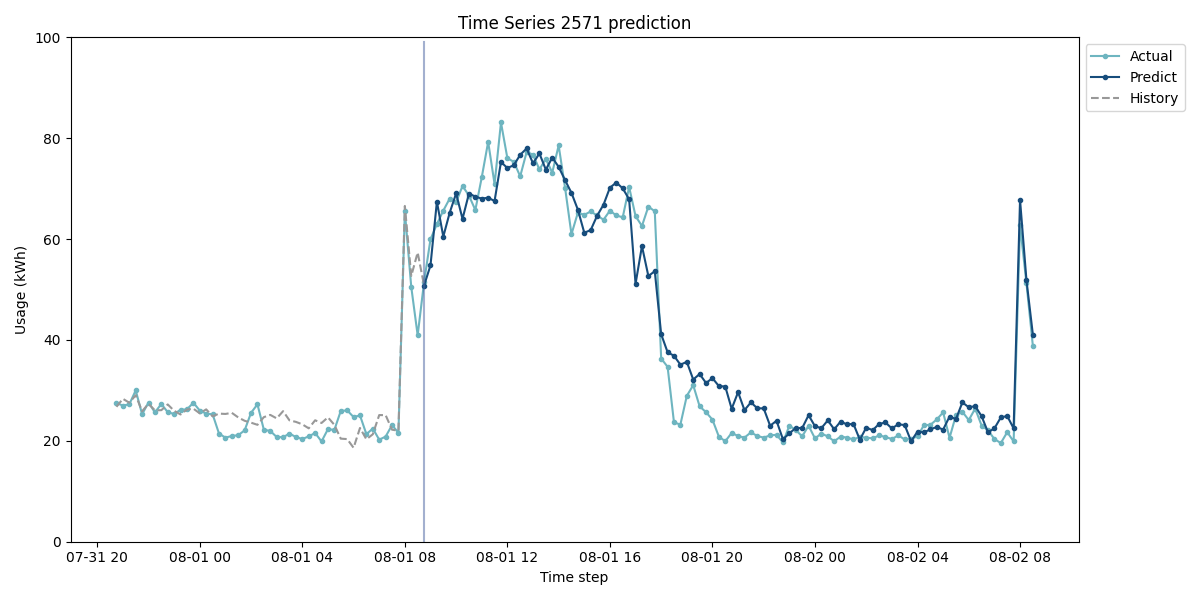 Time Series 2571 prediction
Usage (kWh)
100
80
60
40
20
0
07-31 20
08-01 00
08-01 04
08-01 08
08-01 12
08-01 16
08-01 20
08-02 00
08-02 04
08-02 08
Time step
Actual
Predict
History